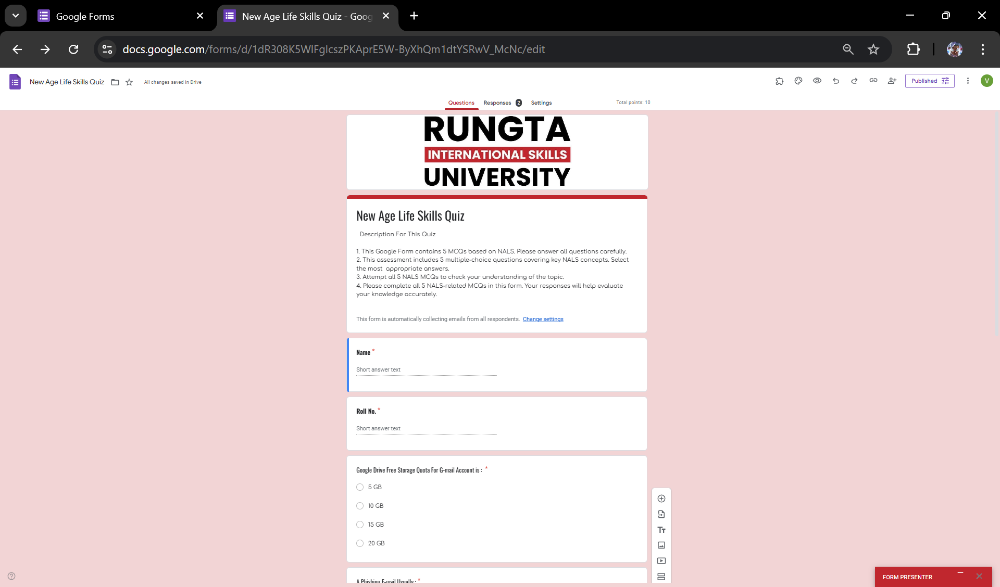 Google Forms
New Age Life Skills Quiz - Goog
docs.google.com/forms/d/1dR308K5WlFgIcszPKAprE5W-ByXhQm1dtYSRwV_McNc/edit
New Age Life Skills Quiz
All changes saved in Drive
Published
V
Questions
Responses 2
Settings
Total points: 10
RUNGTA
INTERNATIONAL SKILLS
UNIVERSITY
New Age Life Skills Quiz
Description For This Quiz
1. This Google Form contains 5 MCQs based on NALS. Please answer all questions carefully.
2. This assessment includes 5 multiple-choice questions covering key NALS concepts. Select
the most appropriate answers.
3. Attempt all 5 NALS MCQs to check your understanding of the topic.
4. Please complete all 5 NALS-related MCQs in this form. Your responses will help evaluate
your knowledge accurately.
This form is automatically collecting emails from all respondents. Change settings
Name *
Short answer text
Roll No. *
Short answer text
Google Drive Free Storage Quota For G-mail Account is : *
5 GB
10 GB
15 GB
20 GB
A Phishing E-mail Usually : *
Tт
FORM PRESENTER